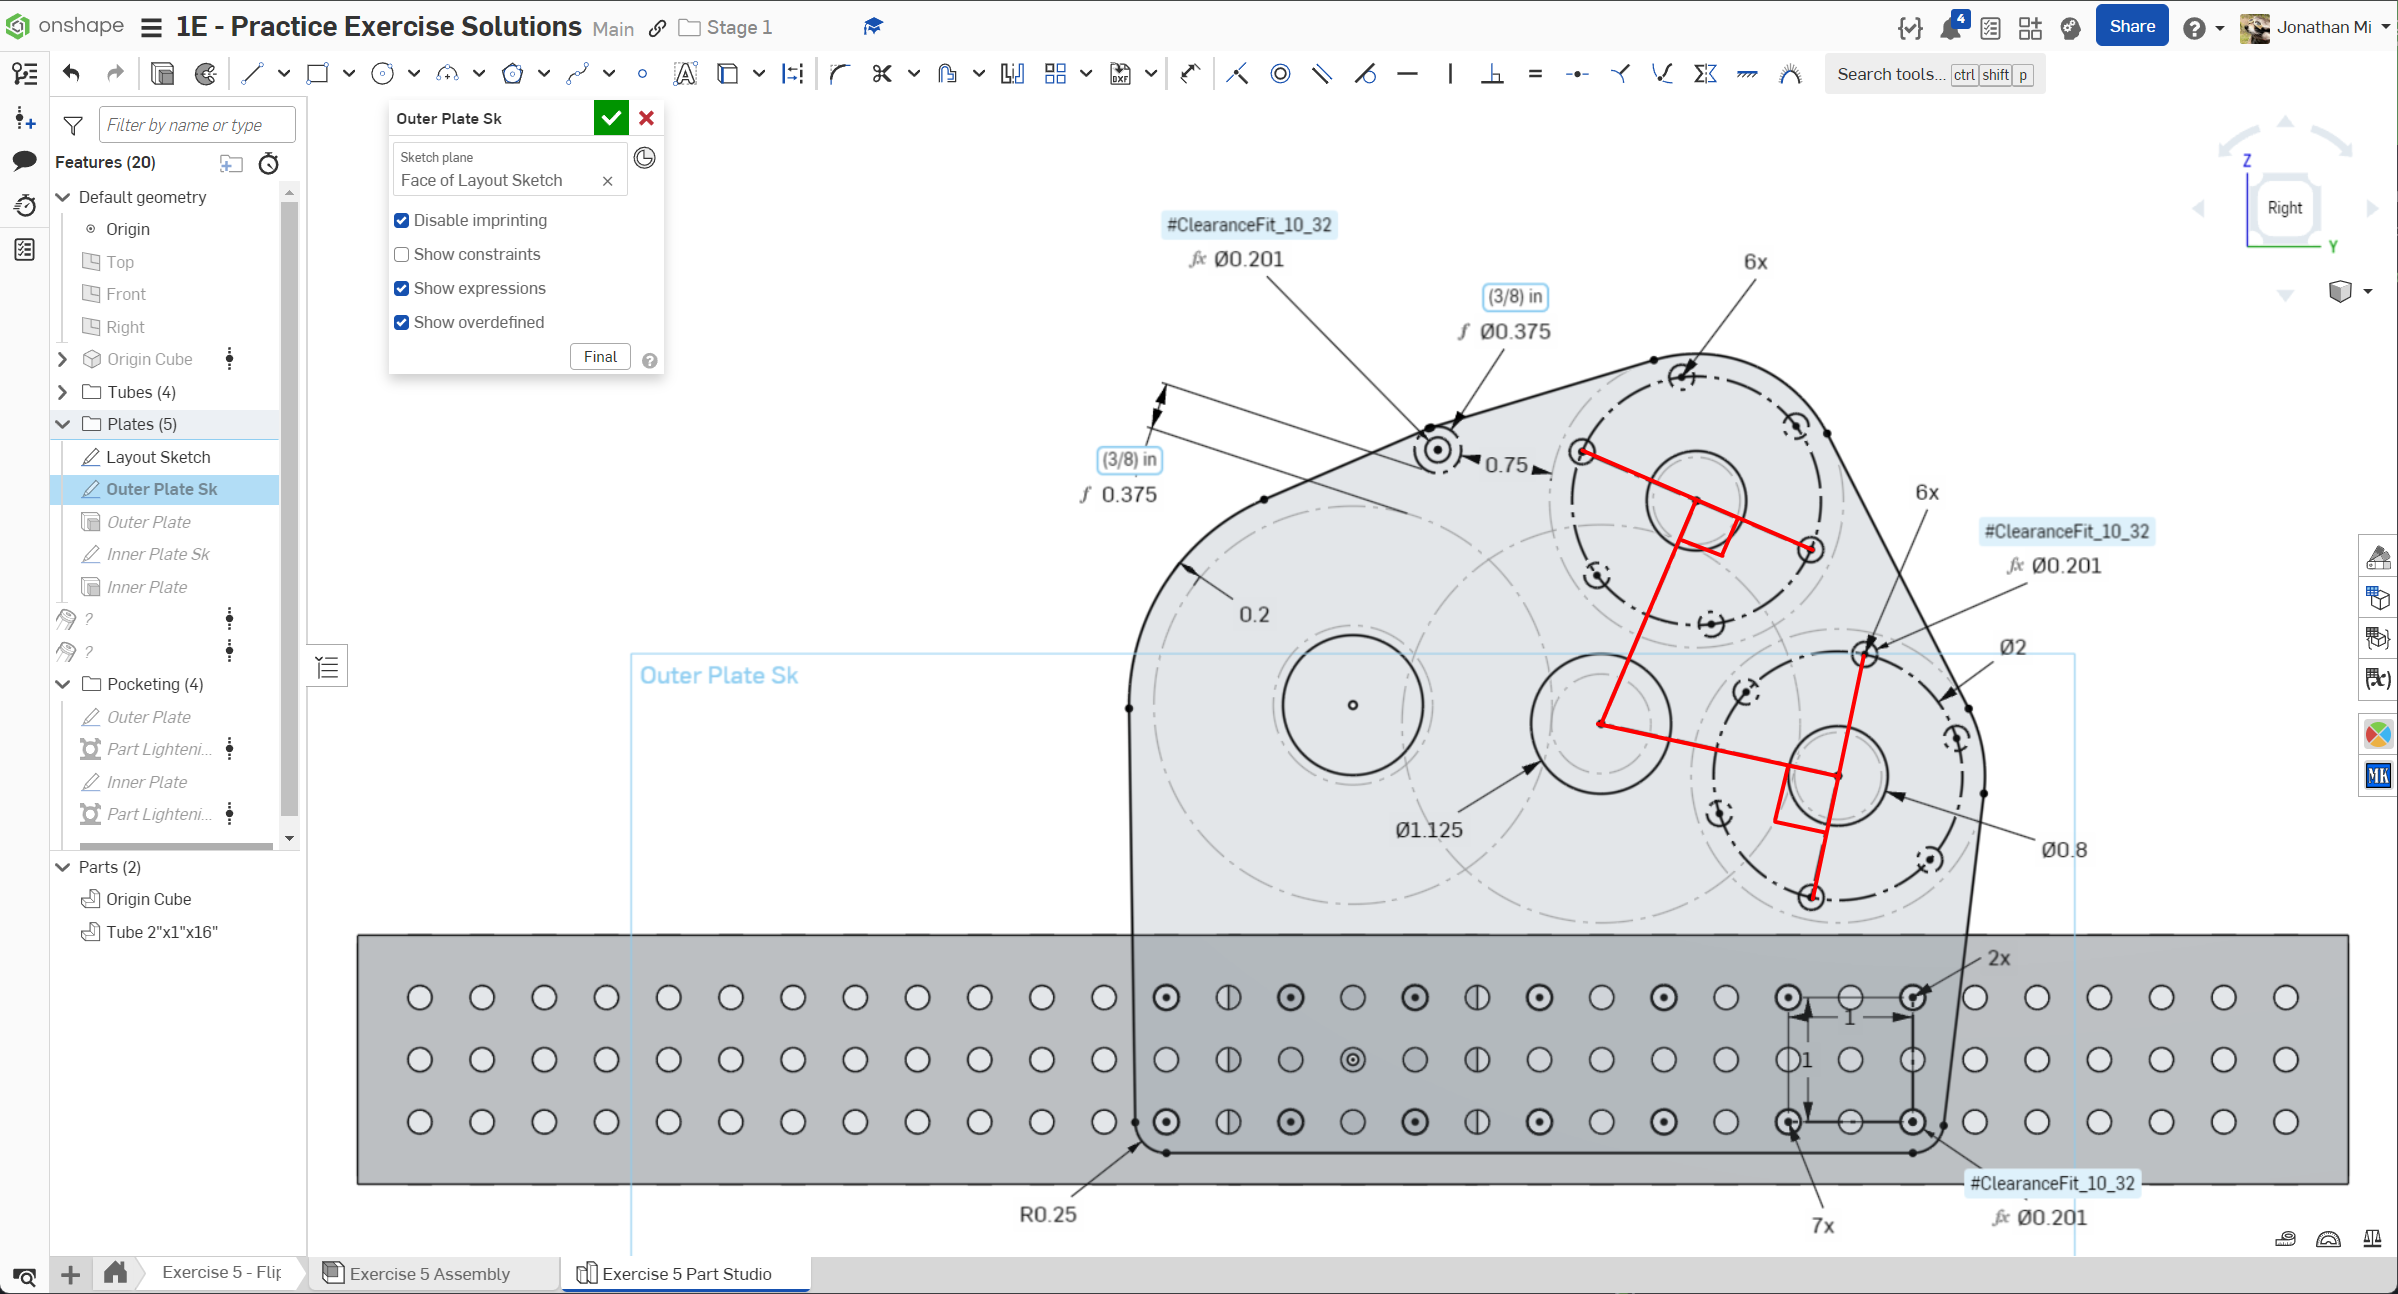 onshape
1E - Practice Exercise Solutions
Main
Stage 1
4
Share
Jonathan Mi
Search tools... ctrl shift p
Filter by name or type
Features (20)
Default geometry
Origin
Top
Front
Right
Origin Cube
Tubes (4)
Plates (5)
Layout Sketch
Outer Plate Sk
Outer Plate
Inner Plate Sk
Inner Plate
?
?
Pocketing (4)
Outer Plate
Part Lighteni...
Inner Plate
Part Lighteni...
Parts (2)
Origin Cube
Tube 2"x1"x16"
Outer Plate Sk
Sketch plane
Face of Layout Sketch
Disable imprinting
Show constraints
Show expressions
Show overdefined
Final
Z
Right
Y
#ClearanceFit_10_32
fx Ø0.201
6x
(3/8) in
f Ø0.375
(3/8) in
f 0.375
0.75
6x
#ClearanceFit_10_32
fx Ø0.201
0.2
Ø2
Outer Plate Sk
Ø1.125
Ø0.8
2x
1
1
#ClearanceFit_10_32
fx Ø0.201
R0.25
7x
(x)
MK
Exercise 5 - Flip
Exercise 5 Assembly
Exercise 5 Part Studio